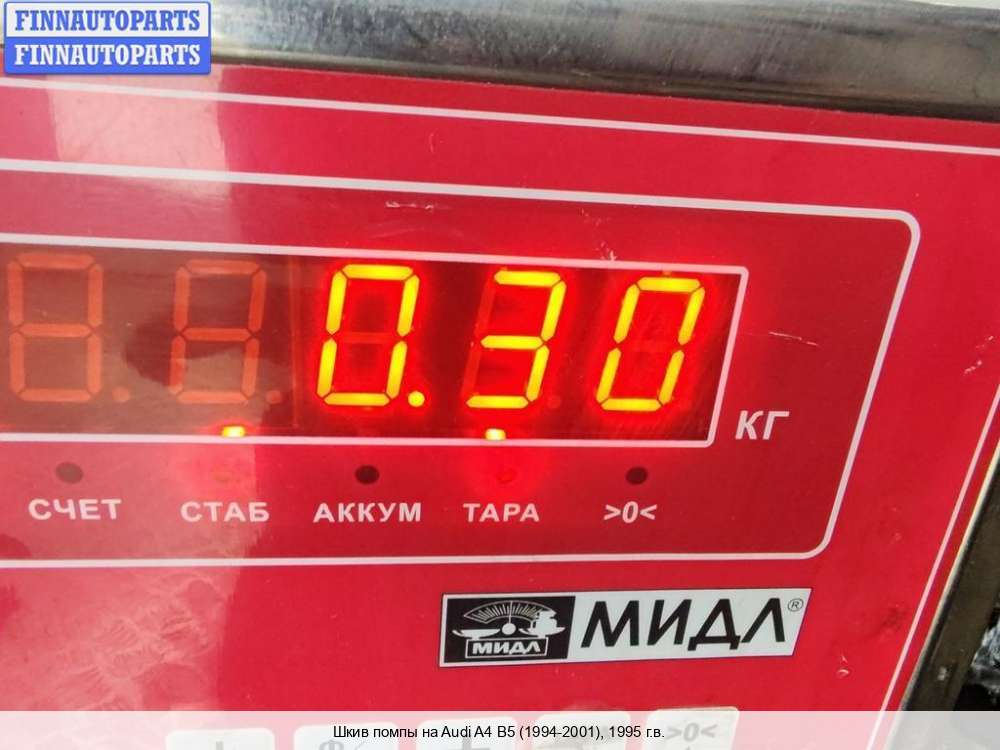 FINNAUTOPARTS
FINNAUTOPARTS
0.30
КГ
СЧЕТ СТАБ АККУМ ТАРА >0<
МИДЛ МИДЛ®
>0<
Шкив помпы на Audi A4 B5 (1994-2001), 1995 г.в.